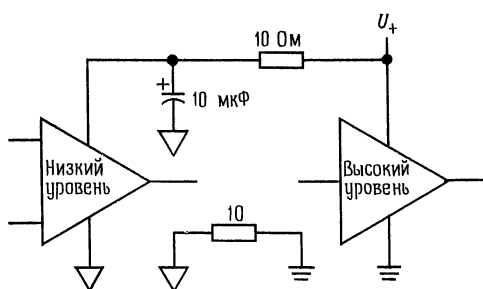 U+
10 Ом
+
10 мкФ
Низкий
уровень
Высокий
уровень
10